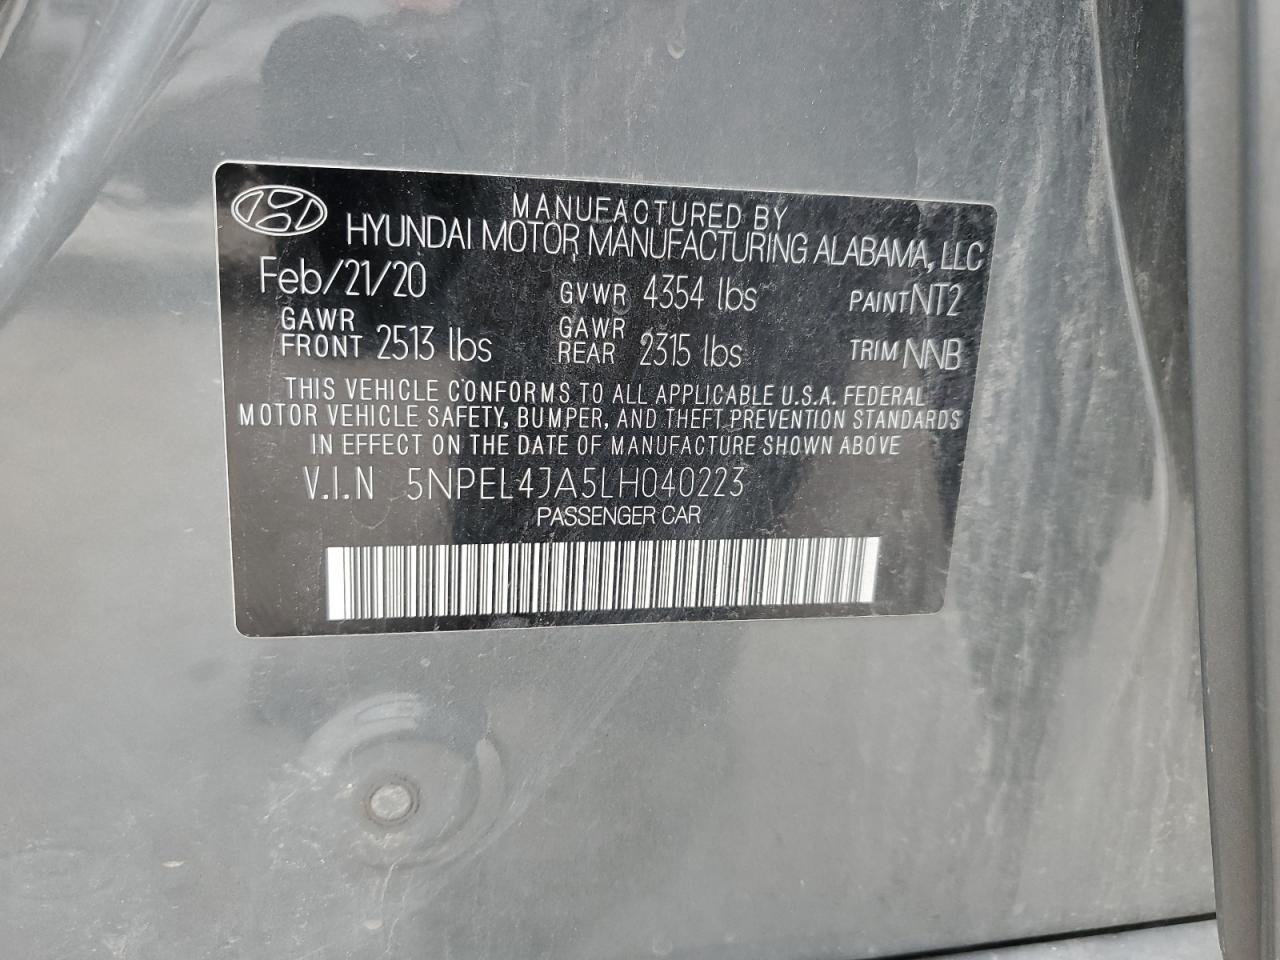 MANUFACTURED BY
HYUNDAI MOTOR MANUFACTURING ALABAMA, LLC
Feb/21/20 GVWR 4354 lbs PAINT NT2
GAWR FRONT 2513 lbs GAWR REAR 2315 lbs TRIM NNB
THIS VEHICLE CONFORMS TO ALL APPLICABLE U.S.A. FEDERAL
MOTOR VEHICLE SAFETY, BUMPER, AND THEFT PREVENTION STANDARDS
IN EFFECT ON THE DATE OF MANUFACTURE SHOWN ABOVE
V.I.N 5NPEL4JA5LH040223
PASSENGER CAR